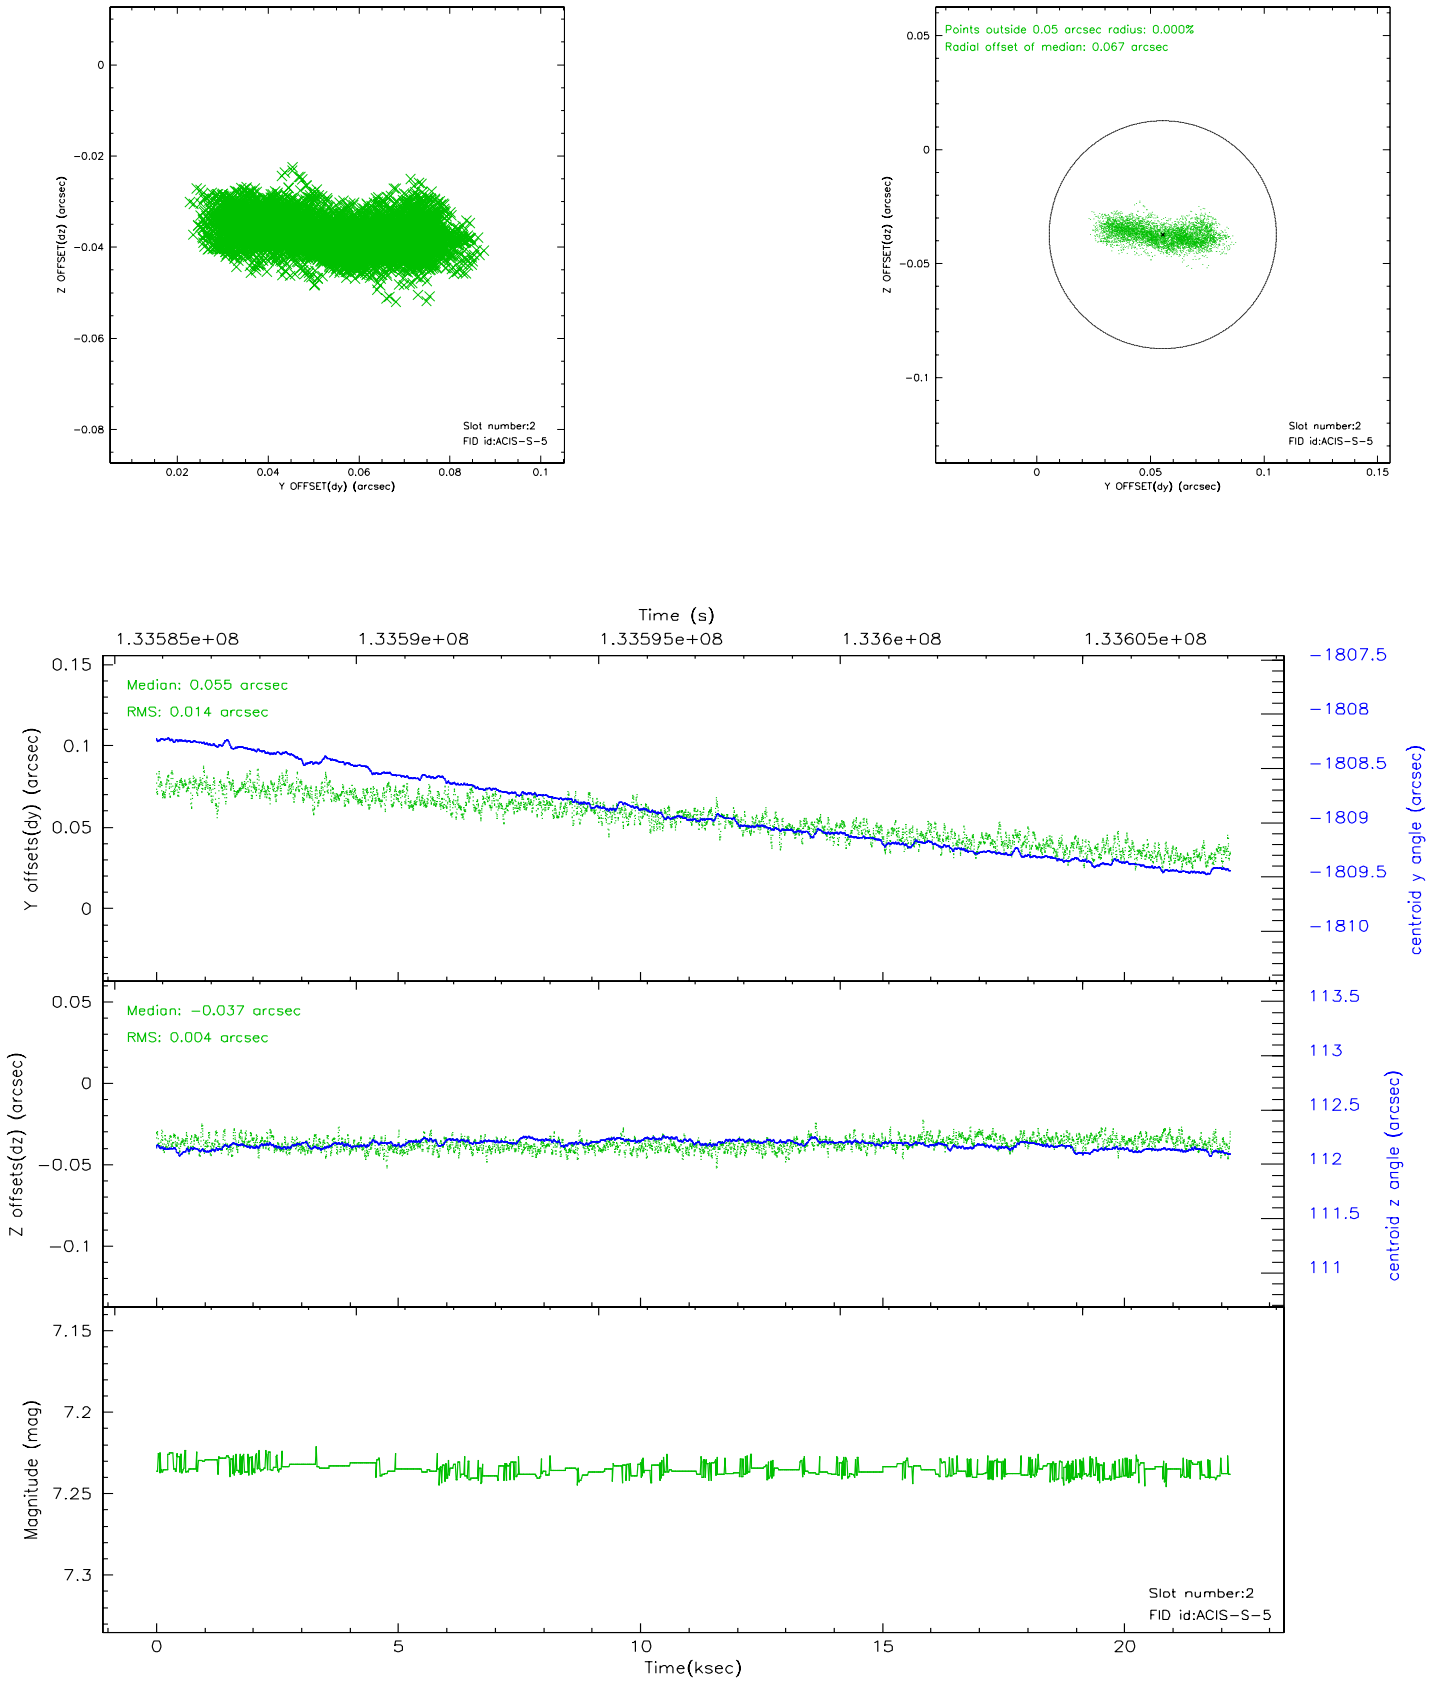 0
−0.02
−0.04
−0.06
−0.08
Z OFFSET(dz) (arcsec)
0.02 0.04 0.06 0.08 0.1
Y OFFSET(dy) (arcsec)
Slot number:2
FID id:ACIS−S−5
Points outside 0.05 arcsec radius: 0.000%
Radial offset of median: 0.067 arcsec
0.05
0
−0.05
−0.1
Z OFFSET(dz) (arcsec)
0 0.05 0.1 0.15
Y OFFSET(dy) (arcsec)
Slot number:2
FID id:ACIS−S−5
Time (s)
1.33585e+08 1.3359e+08 1.33595e+08 1.336e+08 1.33605e+08
Median: 0.055 arcsec
RMS: 0.014 arcsec
0.15
0.1
0.05
0
Y offsets(dy) (arcsec)
−1807.5
−1808
−1808.5
−1809
−1809.5
−1810
centroid y angle (arcsec)
Median: −0.037 arcsec
RMS: 0.004 arcsec
0.05
0
−0.05
−0.1
Z offsets(dz) (arcsec)
113.5
113
112.5
112
111.5
111
centroid z angle (arcsec)
7.15
7.2
7.25
7.3
Magnitude (mag)
Slot number:2
FID id:ACIS−S−5
0 5 10 15 20
Time(ksec)